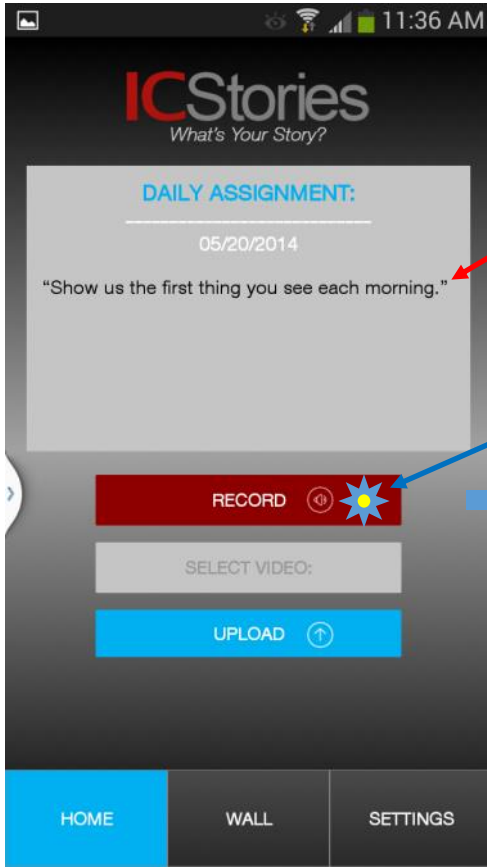 11:36 AM
ICStories
What's Your Story?
DAILY ASSIGNMENT:
05/20/2014
“Show us the first thing you see each morning.”
RECORD
SELECT VIDEO:
UPLOAD
HOME WALL SETTINGS